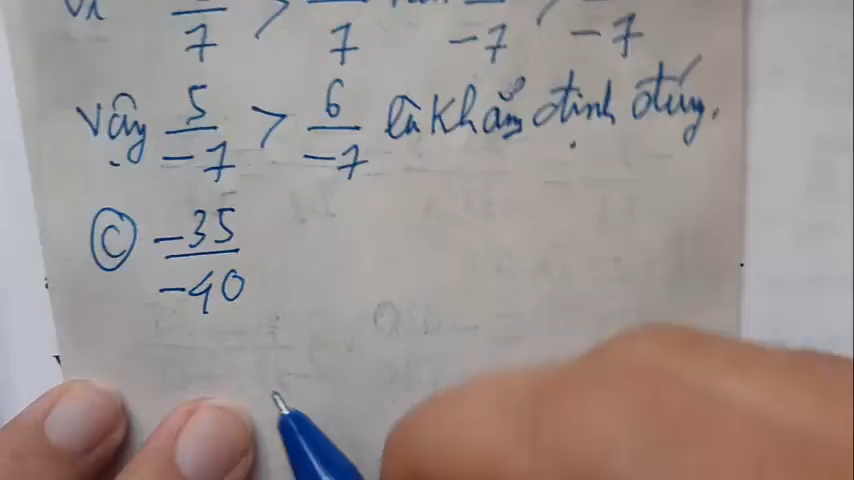 7 > 7 -7 , -7
Vậy 5/-7 > 6/-7 là khẳng định đúng.
(C) -35/-40